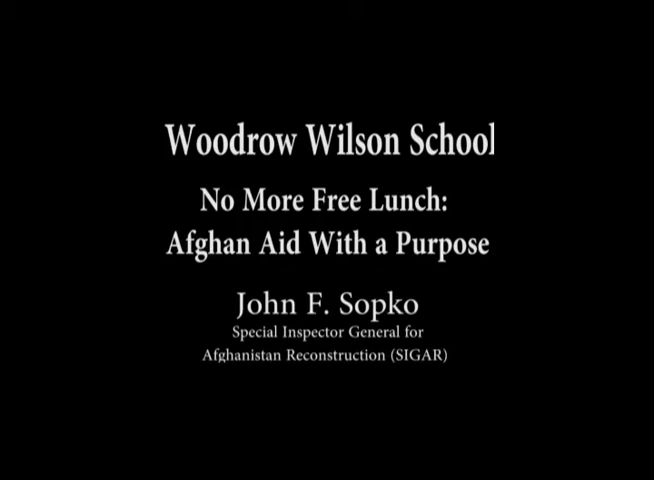 Woodrow Wilson School
No More Free Lunch:
Afghan Aid With a Purpose
John F. Sopko
Special Inspector General for
Afghanistan Reconstruction (SIGAR)